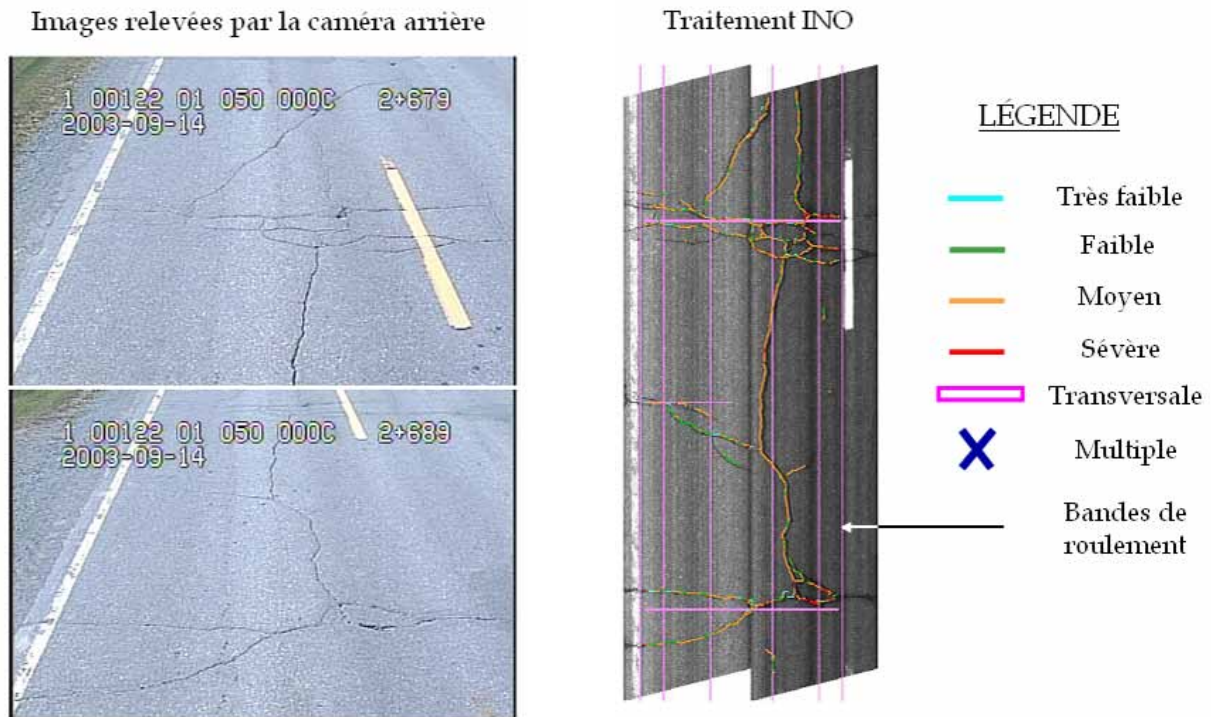 Images relevées par la caméra arrière
1 00122 01 050 000C 2+679
2003-09-14
1 00122 01 050 000C 2+689
2003-09-14
Traitement INO
LÉGENDE
Très faible
Faible
Moyen
Sévère
Transversale
Multiple
Bandes de
roulement